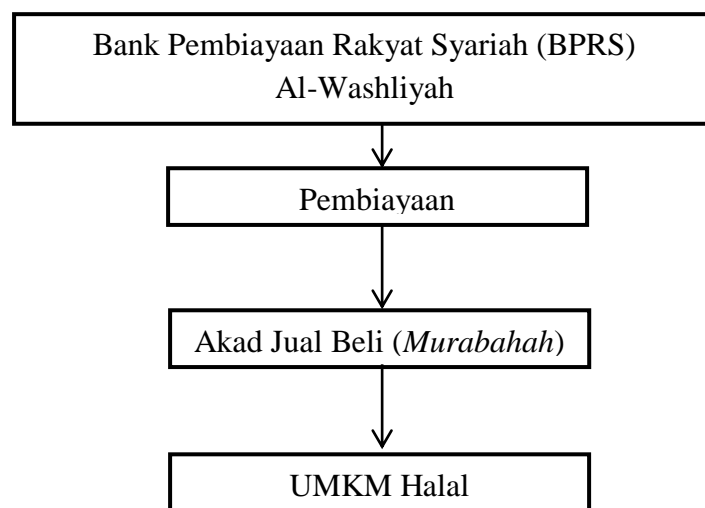 Bank Pembiayaan Rakyat Syariah (BPRS)
Al-Washliyah
Pembiayaan
Akad Jual Beli (Murabahah)
UMKM Halal